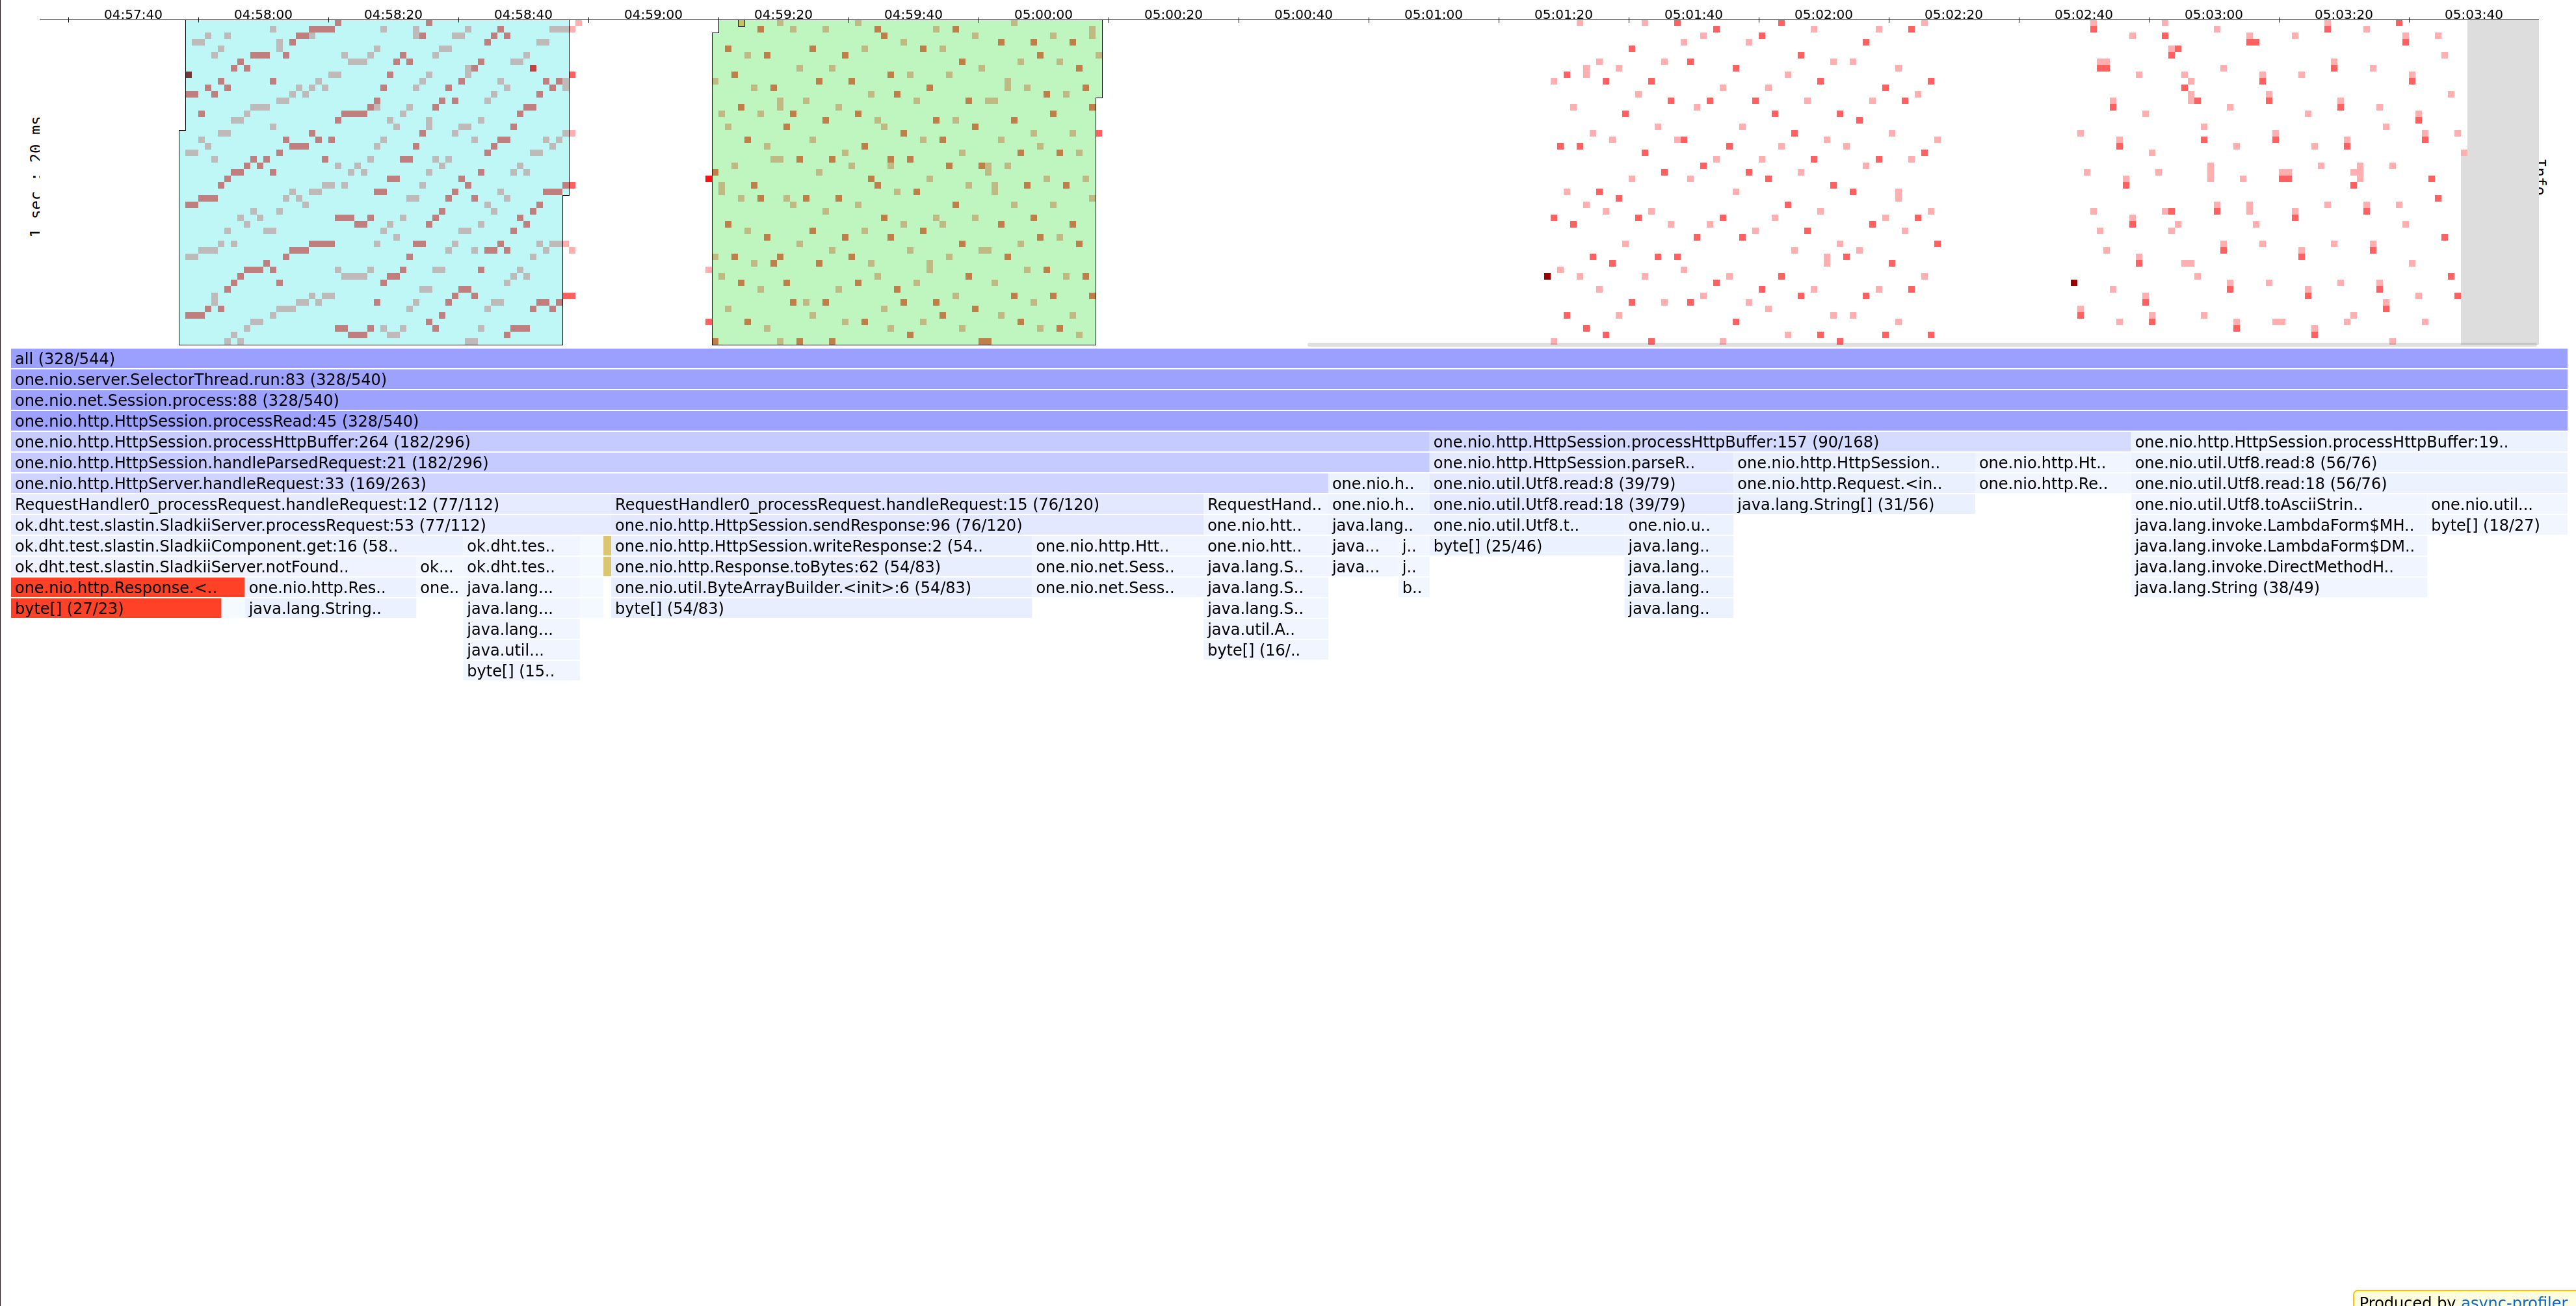 04:57:40 04:58:00 04:58:20 04:58:40 04:59:00 04:59:20 04:59:40 05:00:00 05:00:20 05:00:40 05:01:00 05:01:20 05:01:40 05:02:00 05:02:20 05:02:40 05:03:00 05:03:20 05:03:40
1 sec : 20 ms
Info
all (328/544)
one.nio.server.SelectorThread.run:83 (328/540)
one.nio.net.Session.process:88 (328/540)
one.nio.http.HttpSession.processRead:45 (328/540)
one.nio.http.HttpSession.processHttpBuffer:264 (182/296) one.nio.http.HttpSession.processHttpBuffer:157 (90/168) one.nio.http.HttpSession.processHttpBuffer:19..
one.nio.http.HttpSession.handleParsedRequest:21 (182/296) one.nio.http.HttpSession.parseR.. one.nio.http.HttpSession.. one.nio.http.Ht.. one.nio.util.Utf8.read:8 (56/76)
one.nio.http.HttpServer.handleRequest:33 (169/263) one.nio.h.. one.nio.util.Utf8.read:8 (39/79) one.nio.http.Request.<in.. one.nio.http.Re.. one.nio.util.Utf8.read:18 (56/76)
RequestHandler0_processRequest.handleRequest:12 (77/112) RequestHandler0_processRequest.handleRequest:15 (76/120) RequestHand.. one.nio.h.. one.nio.util.Utf8.read:18 (39/79) java.lang.String[] (31/56) one.nio.util.Utf8.toAsciiStrin.. one.nio.util...
ok.dht.test.slastin.SladkiiServer.processRequest:53 (77/112) one.nio.http.HttpSession.sendResponse:96 (76/120) one.nio.htt.. java.lang.. one.nio.util.Utf8.t.. one.nio.u.. java.lang.invoke.LambdaForm$MH.. byte[] (18/27)
ok.dht.test.slastin.SladkiiComponent.get:16 (58.. ok.dht.tes.. one.nio.http.HttpSession.writeResponse:2 (54.. one.nio.http.Htt.. one.nio.htt.. java... j.. byte[] (25/46) java.lang.. java.lang.invoke.LambdaForm$DM..
ok.dht.test.slastin.SladkiiServer.notFound.. ok... ok.dht.tes.. one.nio.http.Response.toBytes:62 (54/83) one.nio.net.Sess.. java.lang.S.. java... j.. java.lang.. java.lang.invoke.DirectMethodH..
one.nio.http.Response.<.. one.nio.http.Res.. one.. java.lang... one.nio.util.ByteArrayBuilder.<init>:6 (54/83) one.nio.net.Sess.. java.lang.S.. b.. java.lang.. java.lang.String (38/49)
byte[] (27/23) java.lang.String.. java.lang... byte[] (54/83) java.lang.S.. java.lang..
java.lang... java.util.A..
java.util... byte[] (16/..
byte[] (15..
Produced by async-profiler